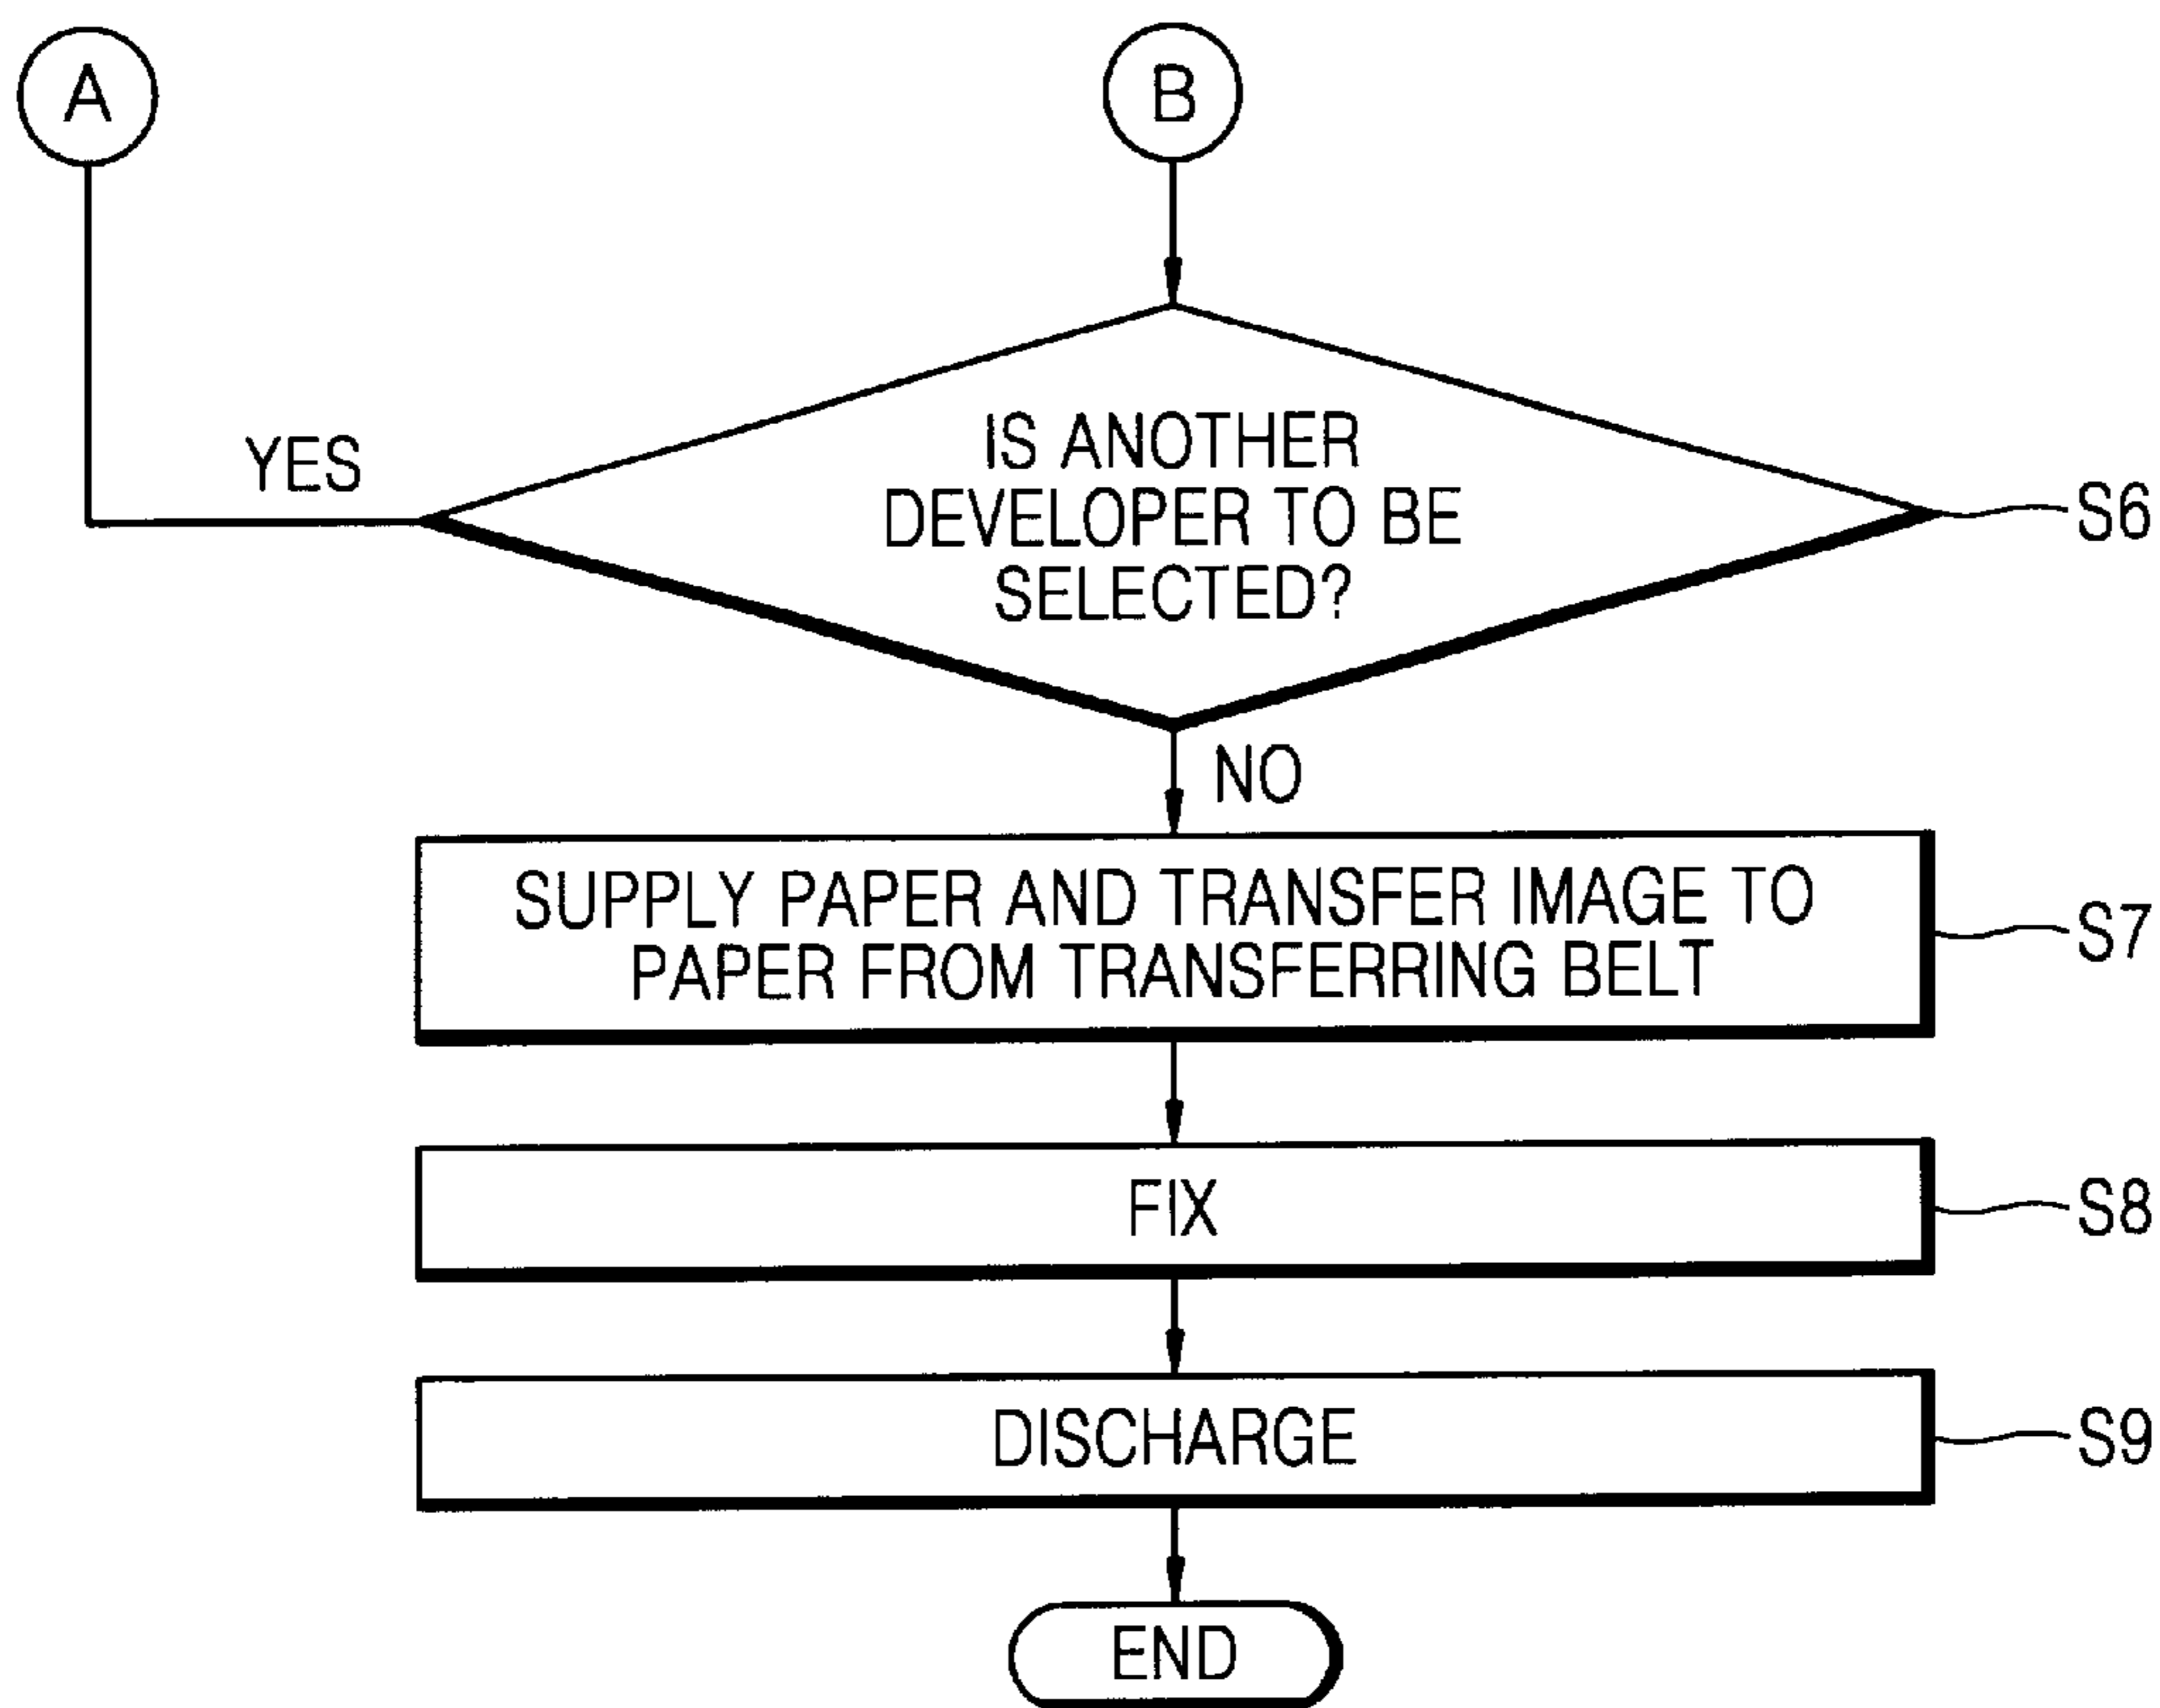 A
B
YES
IS ANOTHER
DEVELOPER TO BE
SELECTED?
S6
NO
SUPPLY PAPER AND TRANSFER IMAGE TO
PAPER FROM TRANSFERRING BELT
S7
FIX
S8
DISCHARGE
S9
END